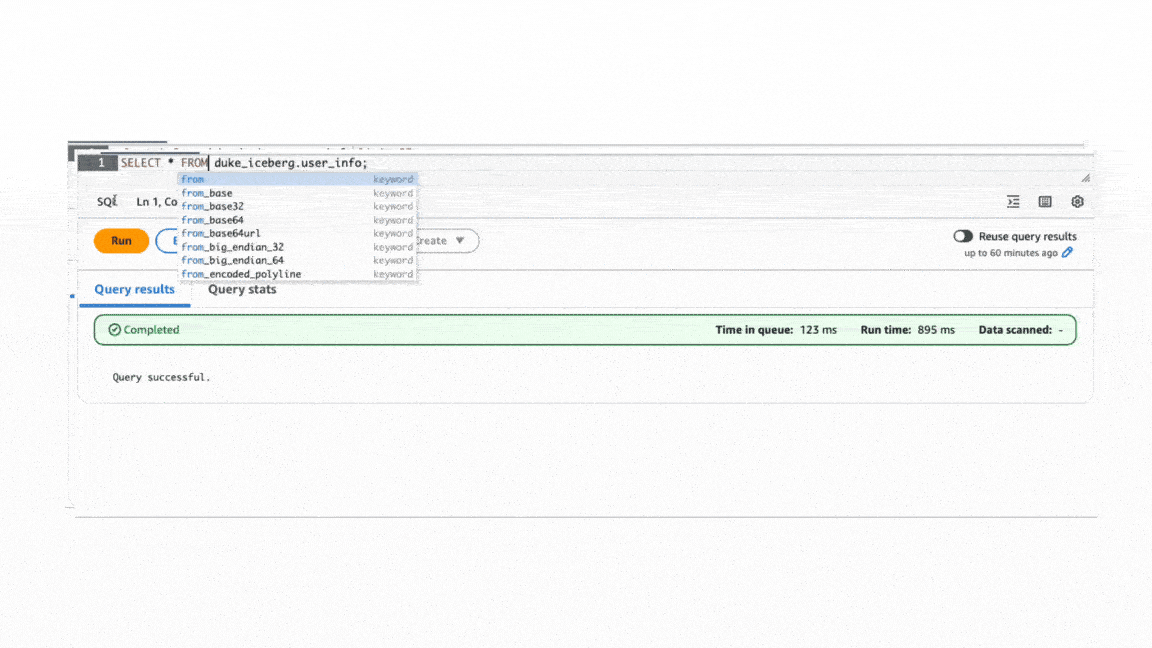 1 SELECT * FROM duke_iceberg.user_info;
from keyword
from_base keyword
from_base32 keyword
from_base64 keyword
from_base64url keyword
from_big_endian_32 keyword
from_big_endian_64 keyword
from_encoded_polyline keyword
SQL Ln 1, Co
Run E reate
Reuse query results
up to 60 minutes ago
Query results Query stats
Completed Time in queue: 123 ms Run time: 895 ms Data scanned: -
Query successful.